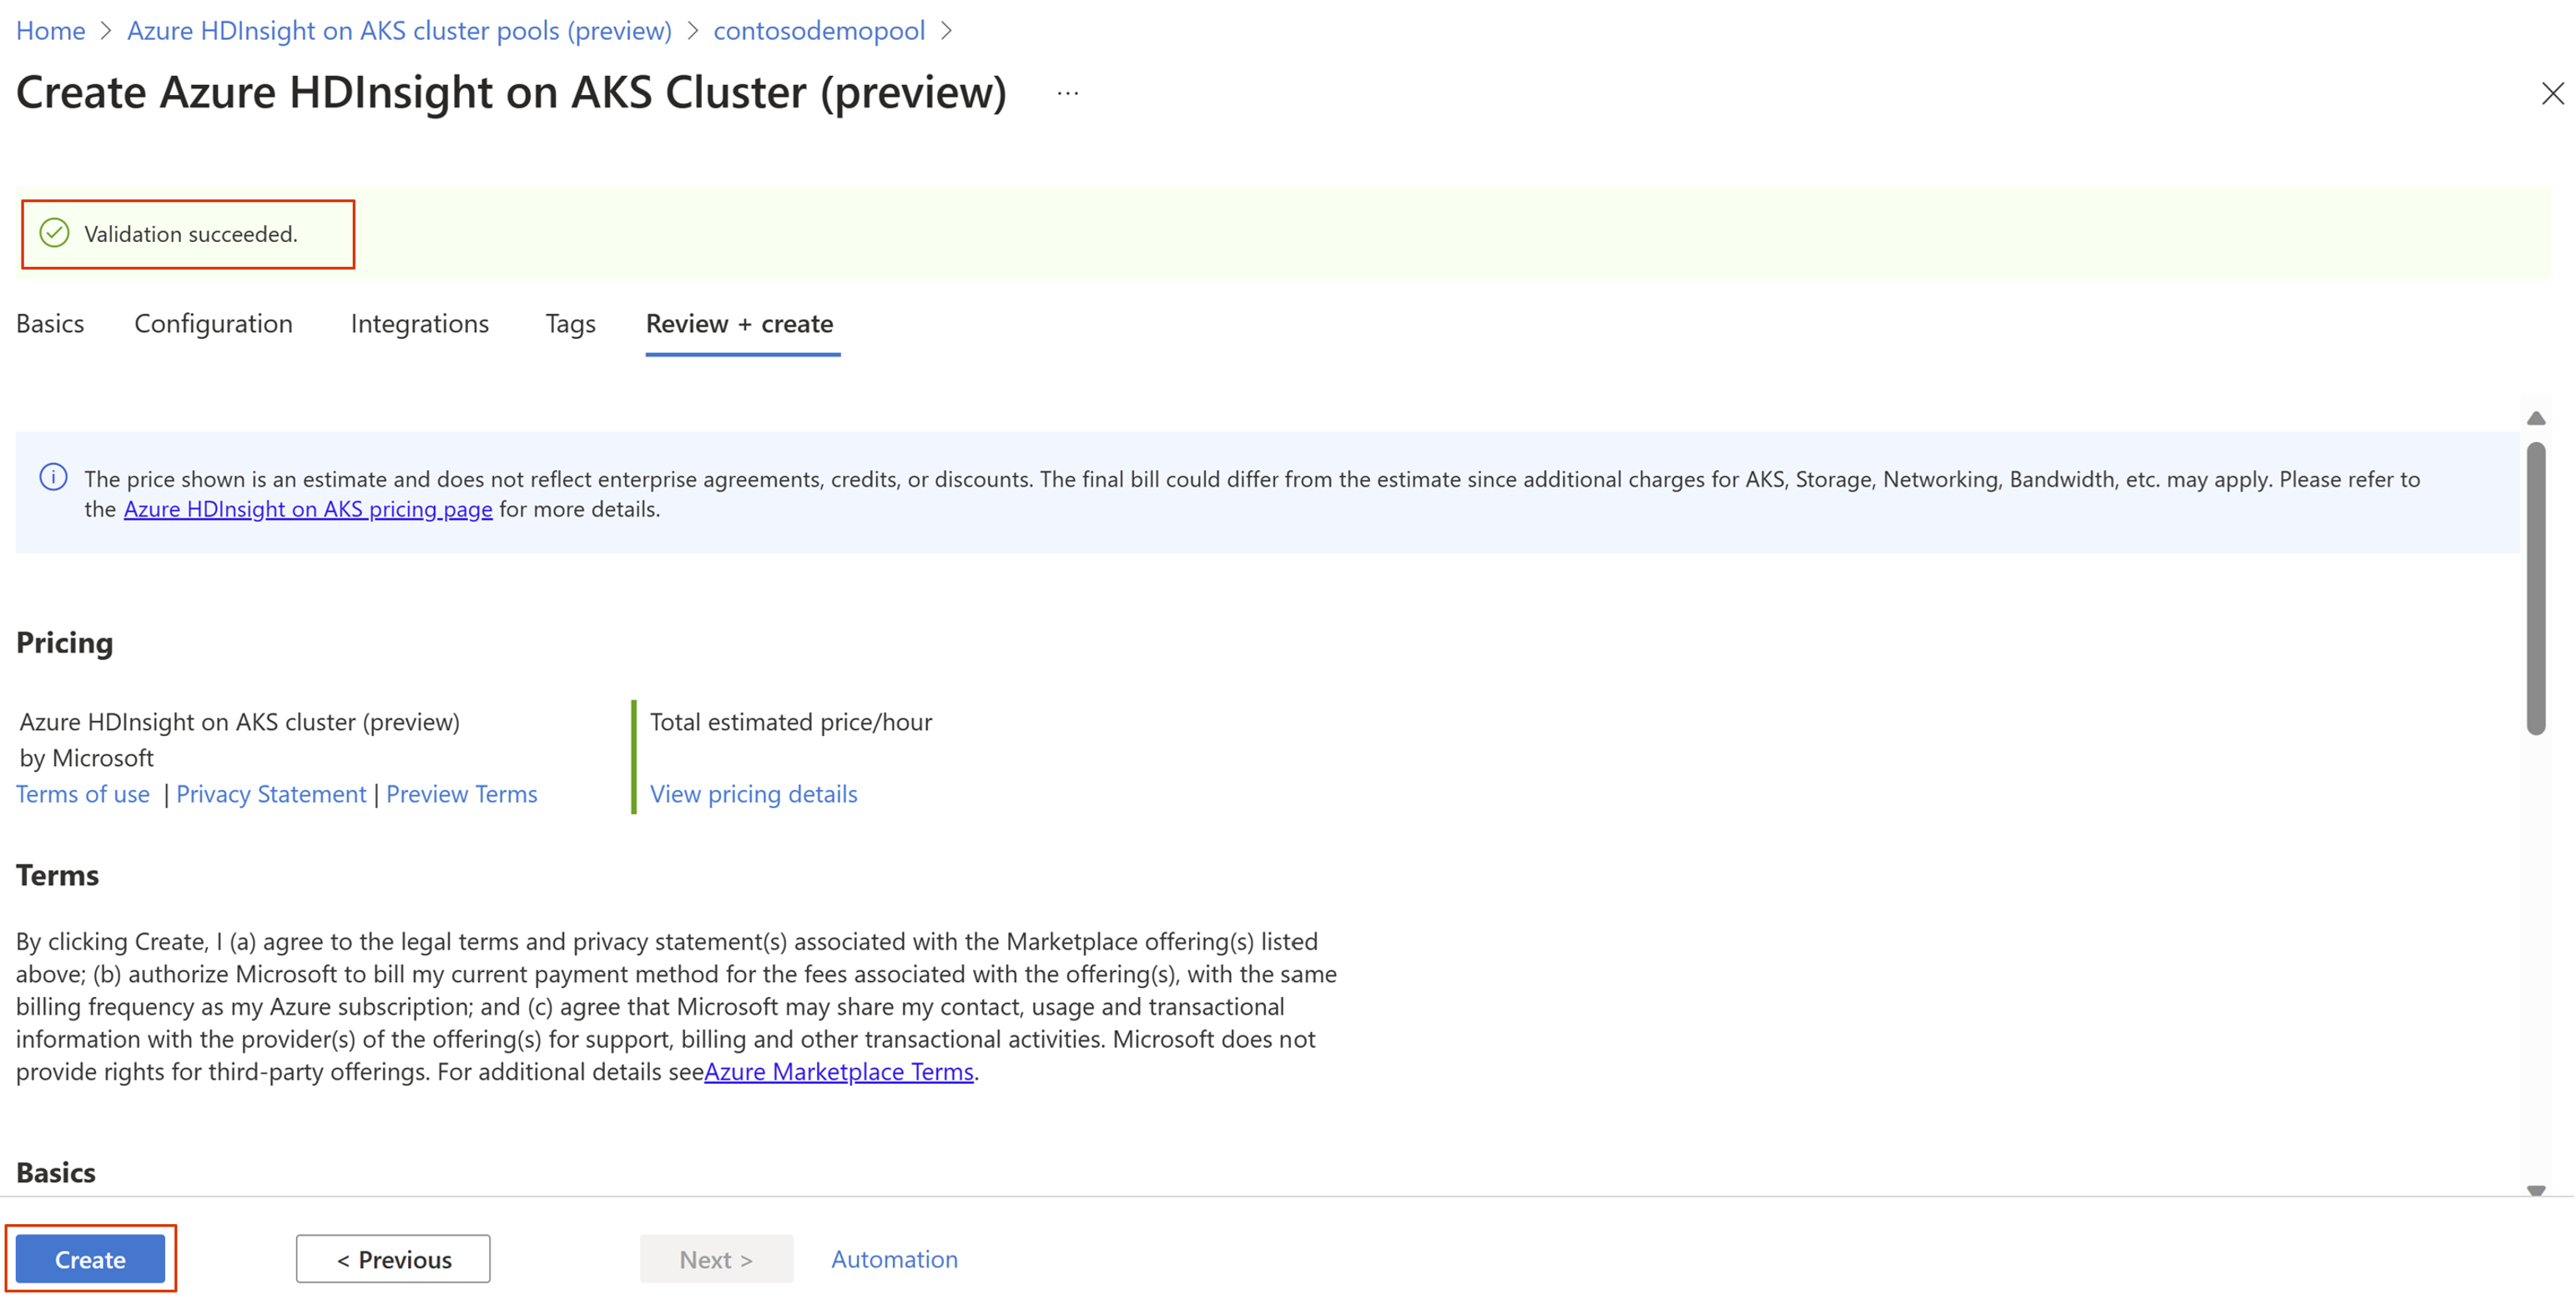 Home > Azure HDInsight on AKS cluster pools (preview) > contosodemopool >
Create Azure HDInsight on AKS Cluster (preview) ...
Validation succeeded.
Basics Configuration Integrations Tags Review + create
The price shown is an estimate and does not reflect enterprise agreements, credits, or discounts. The final bill could differ from the estimate since additional charges for AKS, Storage, Networking, Bandwidth, etc. may apply. Please refer to
the Azure HDInsight on AKS pricing page for more details.
Pricing
Azure HDInsight on AKS cluster (preview)
by Microsoft
Terms of use | Privacy Statement | Preview Terms
Total estimated price/hour
View pricing details
Terms
By clicking Create, I (a) agree to the legal terms and privacy statement(s) associated with the Marketplace offering(s) listed
above; (b) authorize Microsoft to bill my current payment method for the fees associated with the offering(s), with the same
billing frequency as my Azure subscription; and (c) agree that Microsoft may share my contact, usage and transactional
information with the provider(s) of the offering(s) for support, billing and other transactional activities. Microsoft does not
provide rights for third-party offerings. For additional details seeAzure Marketplace Terms.
Basics
Create < Previous Next > Automation